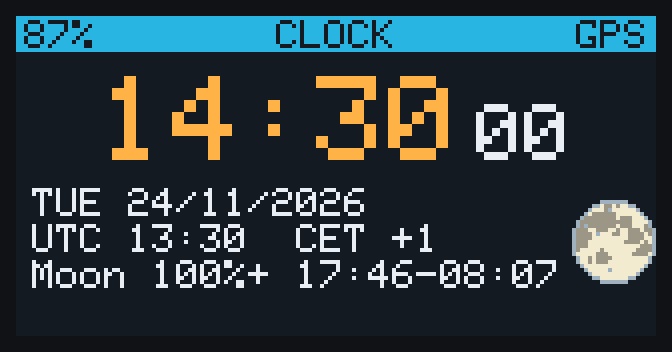 87% CLOCK GPS
14:30 00
TUE 24/11/2026
UTC 13:30 CET +1
Moon 100%+ 17:46-08:07